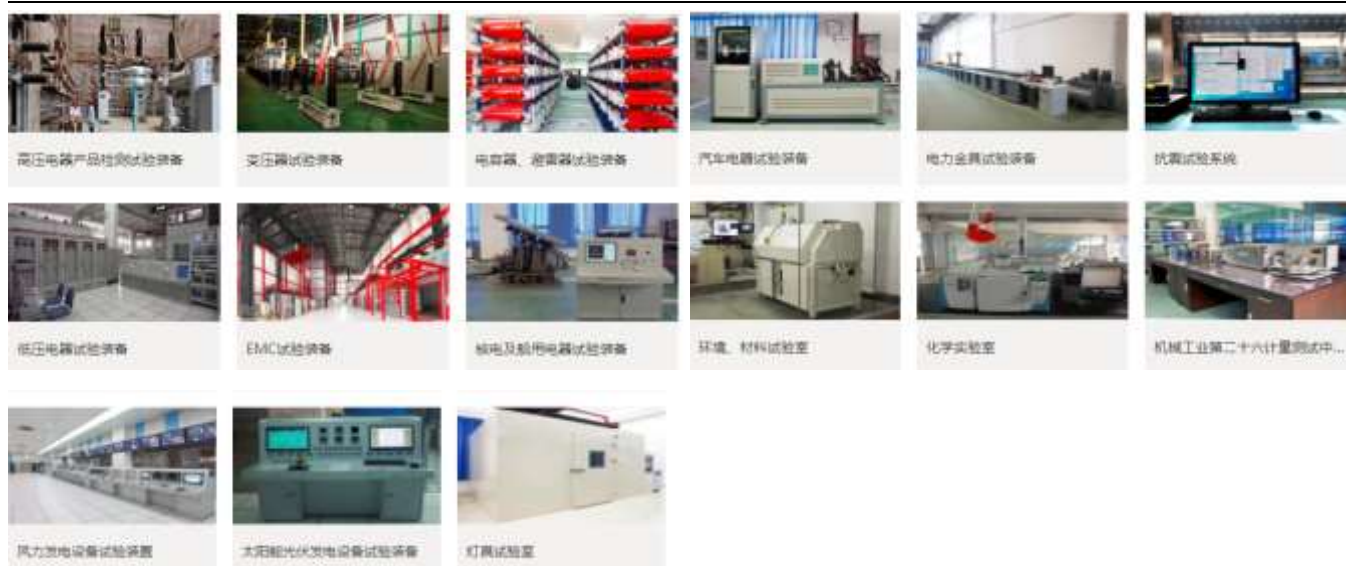 高压电器产品检测试验装备
变压器试验装备
电容器、避雷器试验装备
汽车电器试验装备
电力金具试验装备
抗震试验系统
低压电器试验装备
EMC试验装备
核电及船用电器试验装备
环境、材料试验室
化学实验室
机械工业第二十六计量测试中...
风力发电设备试验装置
太阳能光伏发电设备试验装备
灯具试验室